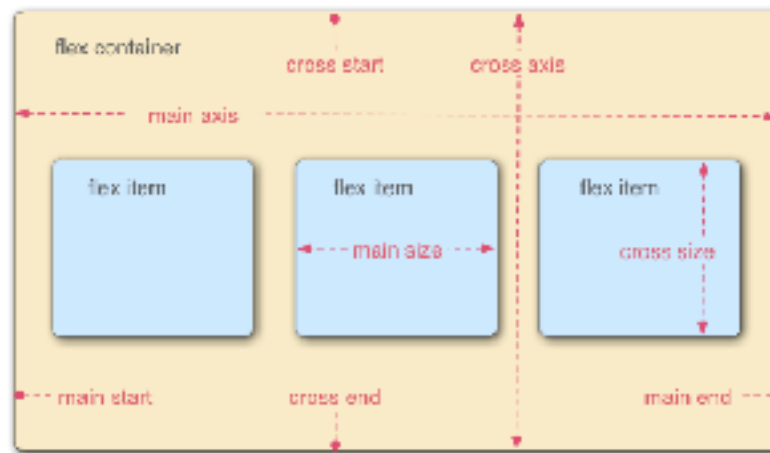 flex container
cross start
cross axis
main axis
flex item
flex item
flex item
main size
cross size
main start
cross end
main end